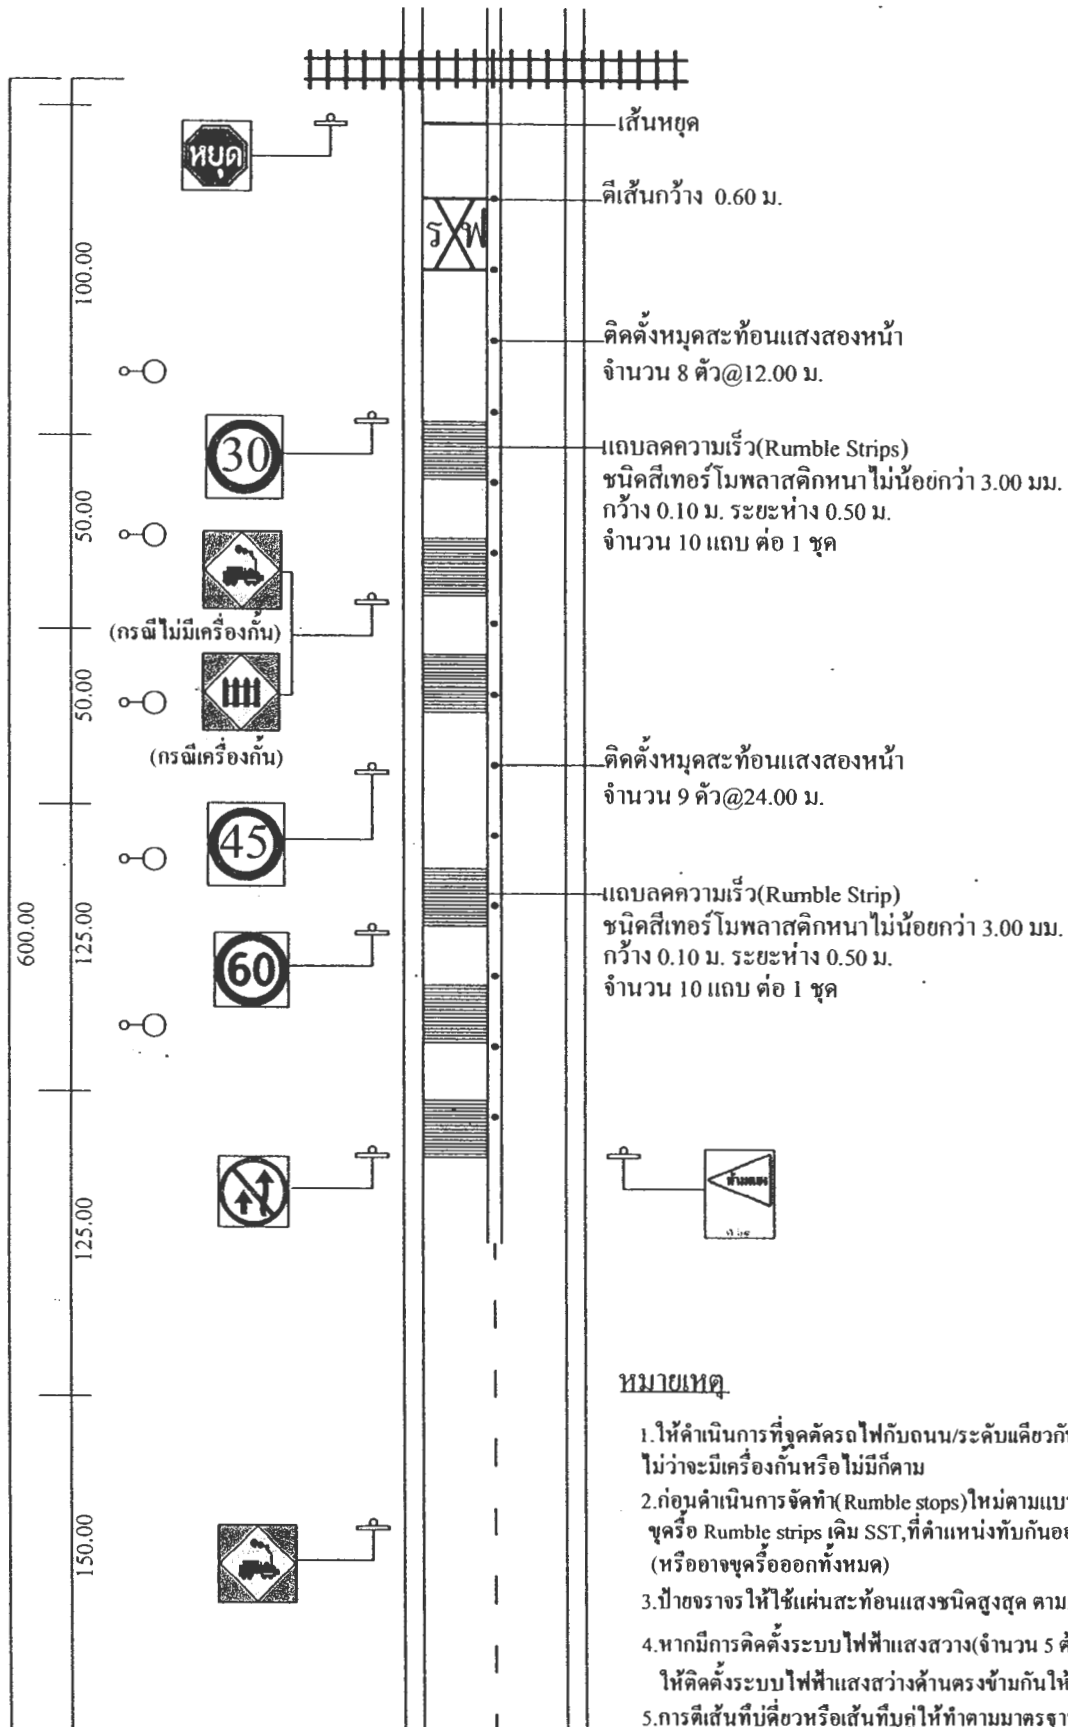 เส้นหยุด
หยุด
ตีเส้นกว้าง 0.60 ม.
ร ฟ
100.00
ติดตั้งหมุดสะท้อนแสงสองหน้า
จำนวน 8 ตัว@12.00 ม.
30
แถบลดความเร็ว(Rumble Strips)
ชนิดสีเทอร์โมพลาสติกหนาไม่น้อยกว่า 3.00 มม.
กว้าง 0.10 ม. ระยะห่าง 0.50 ม.
จำนวน 10 แถบ ต่อ 1 ชุด
50.00
(กรณีไม่มีเครื่องกั้น)
50.00
(กรณีเครื่องกั้น)
ติดตั้งหมุดสะท้อนแสงสองหน้า
จำนวน 9 ตัว@24.00 ม.
45
แถบลดความเร็ว(Rumble Strip)
ชนิดสีเทอร์โมพลาสติกหนาไม่น้อยกว่า 3.00 มม.
กว้าง 0.10 ม. ระยะห่าง 0.50 ม.
จำนวน 10 แถบ ต่อ 1 ชุด
600.00
125.00
60
ห้ามแซง
125.00
150.00
หมายเหตุ
1.ให้ดำเนินการที่จุดตัดรถไฟกับถนน/ระดับเดียวกั
ไม่ว่าจะมีเครื่องกั้นหรือไม่มีก็ตาม
2.ก่อนดำเนินการจัดทำ(Rumble stops)ใหม่ตามแบ
ขุดรื้อ Rumble strips เดิม SST,ที่ตำแหน่งทับกันออ
(หรืออาจขุดรื้อออกทั้งหมด)
3.ป้ายจราจรให้ใช้แผ่นสะท้อนแสงชนิดสูงสุด ตาม
4.หากมีการติดตั้งระบบไฟฟ้าแสงสวาง(จำนวน 5 ต้
ให้ติดตั้งระบบไฟฟ้าแสงสว่างด้านตรงข้ามกันให้
5.การตีเส้นทึบเดี่ยวหรือเส้นทึบคู่ให้ทำตามมาตรฐา